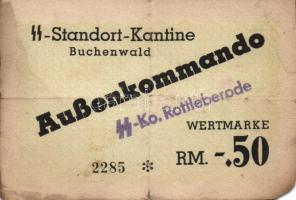 ᛋᛋ-Standort-Kantine
Buchenwald
Außenkommando
ᛋᛋ-Ko. Rottleberode
WERTMARKE
2285 * RM. -.50